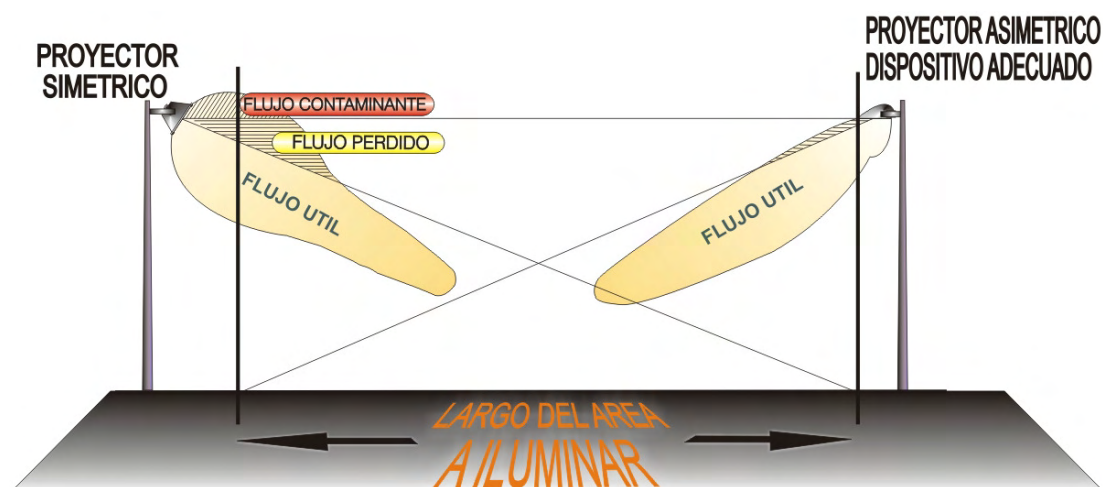 PROYECTOR
SIMETRICO
PROYECTOR ASIMETRICO
DISPOSITIVO ADECUADO
FLUJO CONTAMINANTE
FLUJO PERDIDO
FLUJO UTIL
FLUJO UTIL
LARGO DEL AREA
A ILUMINAR